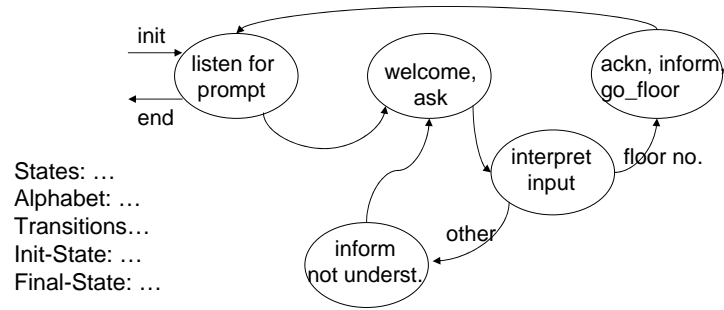 init
listen for
prompt
end
welcome,
ask
ackn, inform,
go_floor
interpret
input
floor no.
other
inform
not underst.
States: …
Alphabet: …
Transitions…
Init-State: …
Final-State: …